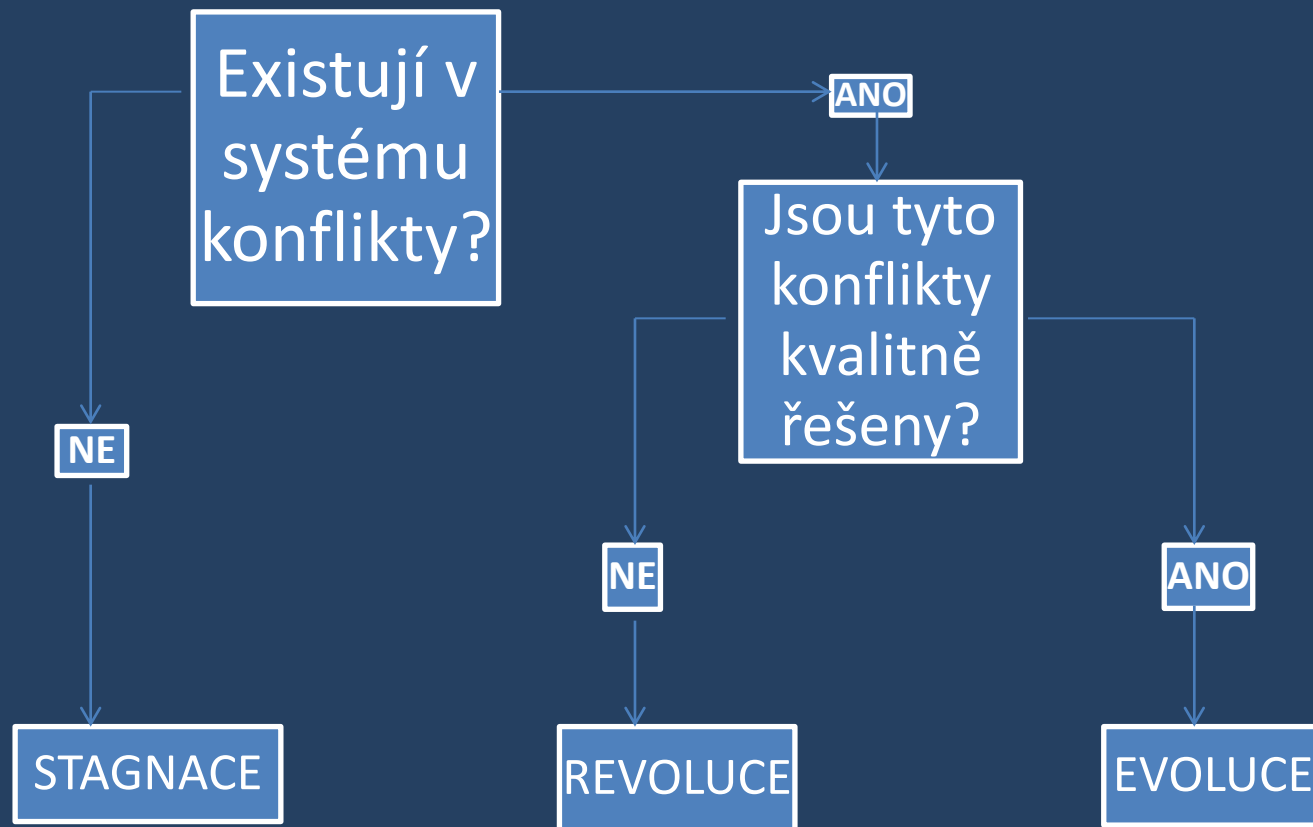 Existují v
systému
konflikty?
ANO
Jsou tyto
konflikty
kvalitně
řešeny?
NE
NE
ANO
STAGNACE
REVOLUCE
EVOLUCE